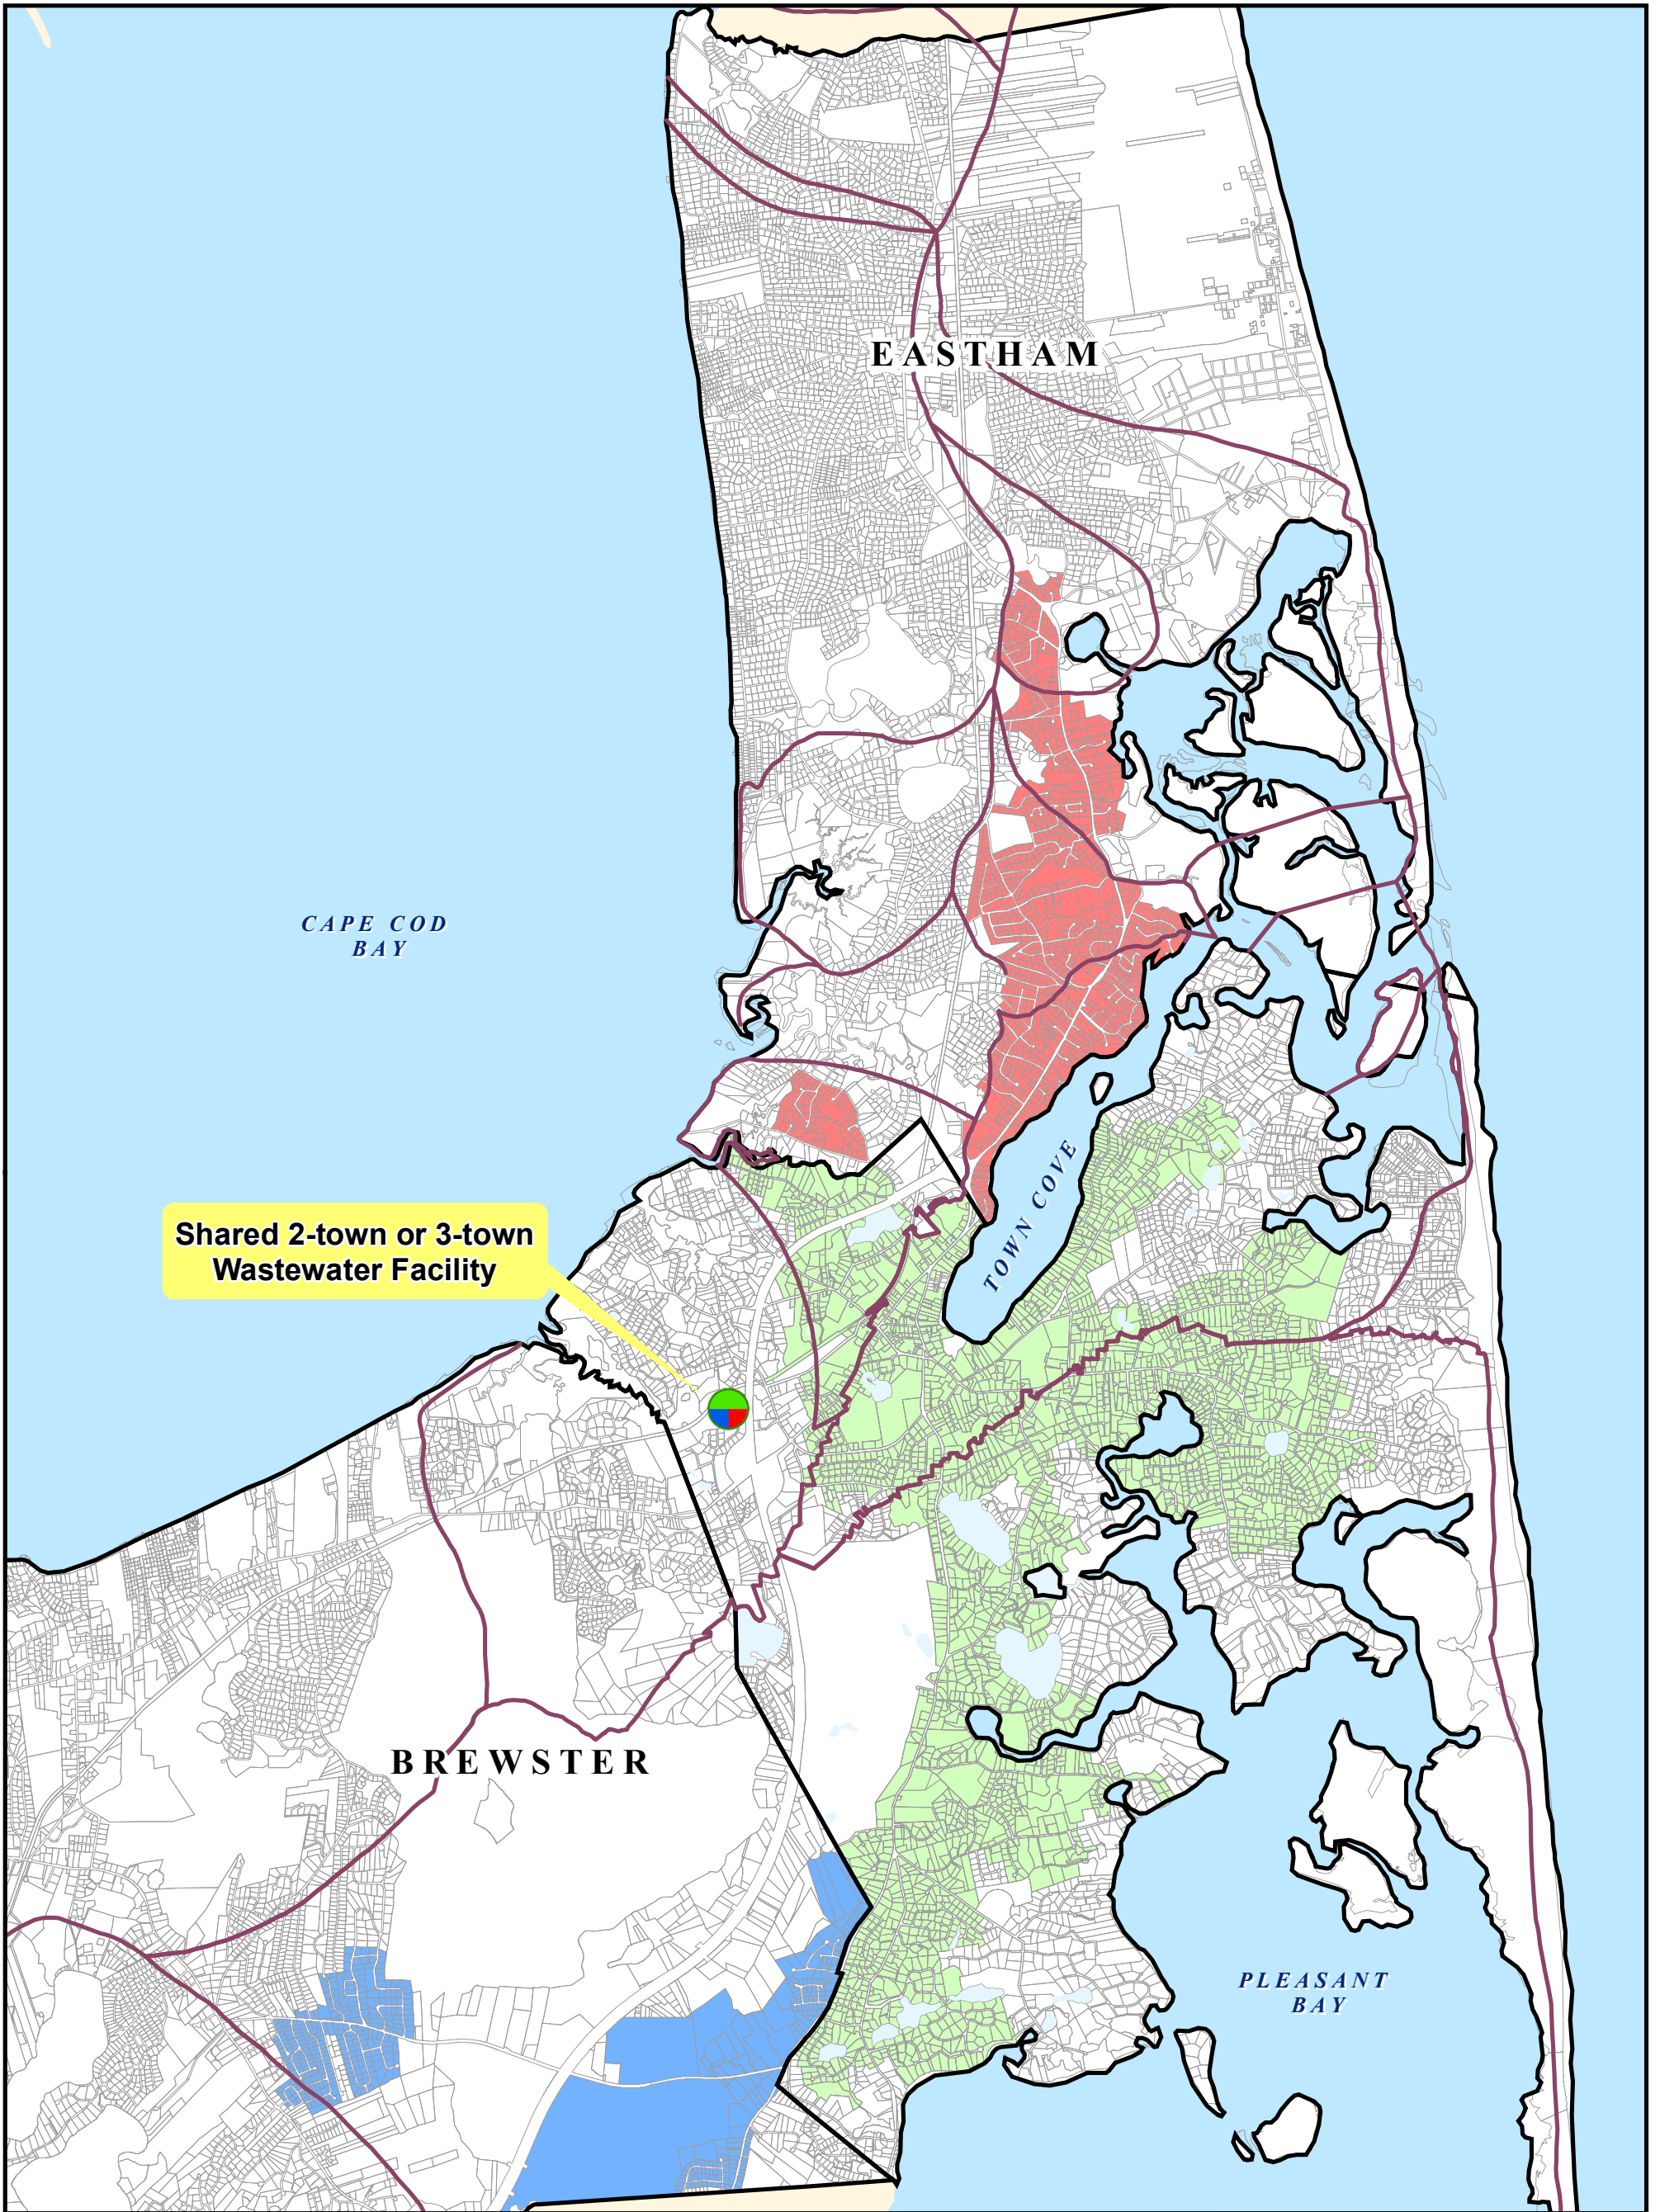 EASTHAM
CAPE COD
BAY
TOWN COVE
Shared 2-town or 3-town
Wastewater Facility
BREWSTER
PLEASANT
BAY